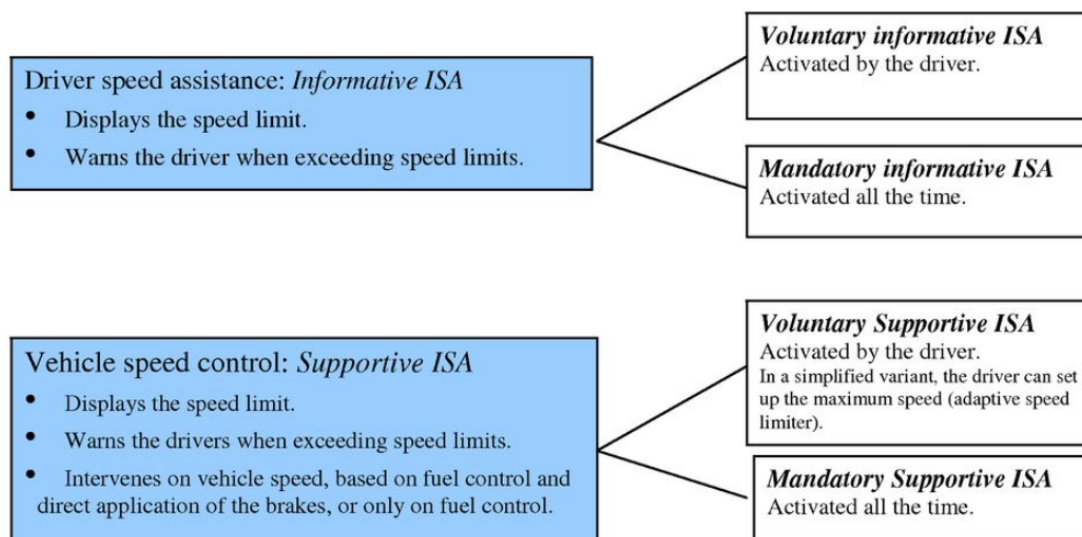 Driver speed assistance: Informative ISA
• Displays the speed limit.
• Warns the driver when exceeding speed limits.
Voluntary informative ISA
Activated by the driver.
Mandatory informative ISA
Activated all the time.
Vehicle speed control: Supportive ISA
• Displays the speed limit.
• Warns the drivers when exceeding speed limits.
• Intervenes on vehicle speed, based on fuel control and
direct application of the brakes, or only on fuel control.
Voluntary Supportive ISA
Activated by the driver.
In a simplified variant, the driver can set
up the maximum speed (adaptive speed
limiter).
Mandatory Supportive ISA
Activated all the time.